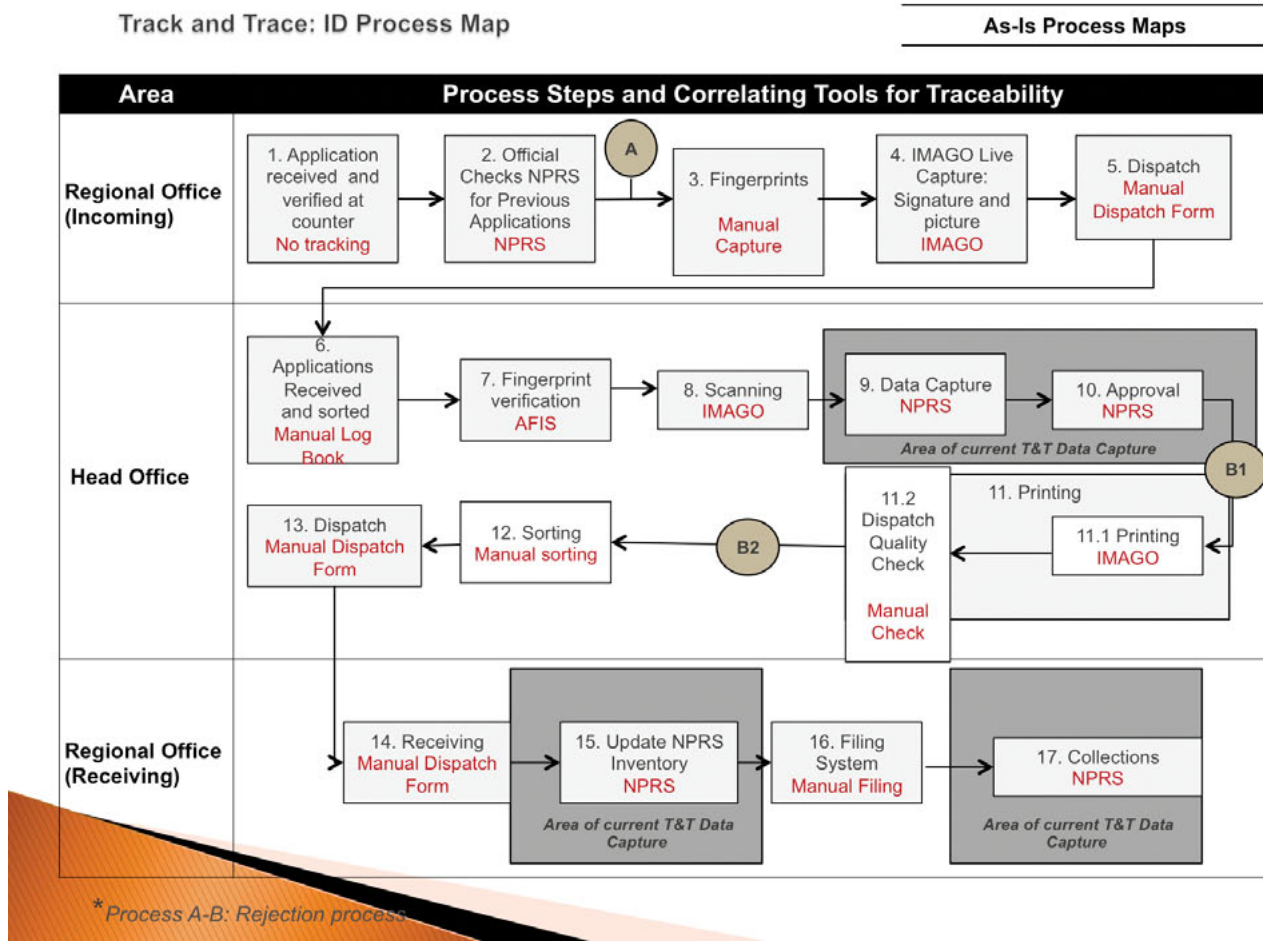 Track and Trace: ID Process Map
As-Is Process Maps
Area
Process Steps and Correlating Tools for Traceability
Regional Office
(Incoming)
1. Application
received and
verified at
counter
No tracking
2. Official
Checks NPRS
for Previous
Applications
NPRS
A
3. Fingerprints
Manual
Capture
4. IMAGO Live
Capture:
Signature and
picture
IMAGO
5. Dispatch
Manual
Dispatch Form
Head Office
6.
Applications
Received
and sorted
Manual Log
Book
7. Fingerprint
verification
AFIS
8. Scanning
IMAGO
9. Data Capture
NPRS
10. Approval
NPRS
Area of current T&T Data Capture
B1
11. Printing
11.1 Printing
IMAGO
11.2
Dispatch
Quality
Check
Manual
Check
B2
12. Sorting
Manual sorting
13. Dispatch
Manual Dispatch
Form
Regional Office
(Receiving)
14. Receiving
Manual Dispatch
Form
15. Update NPRS
Inventory
NPRS
Area of current T&T Data
Capture
16. Filing
System
Manual Filing
17. Collections
NPRS
Area of current T&T Data
Capture
*Process A-B: Rejection process